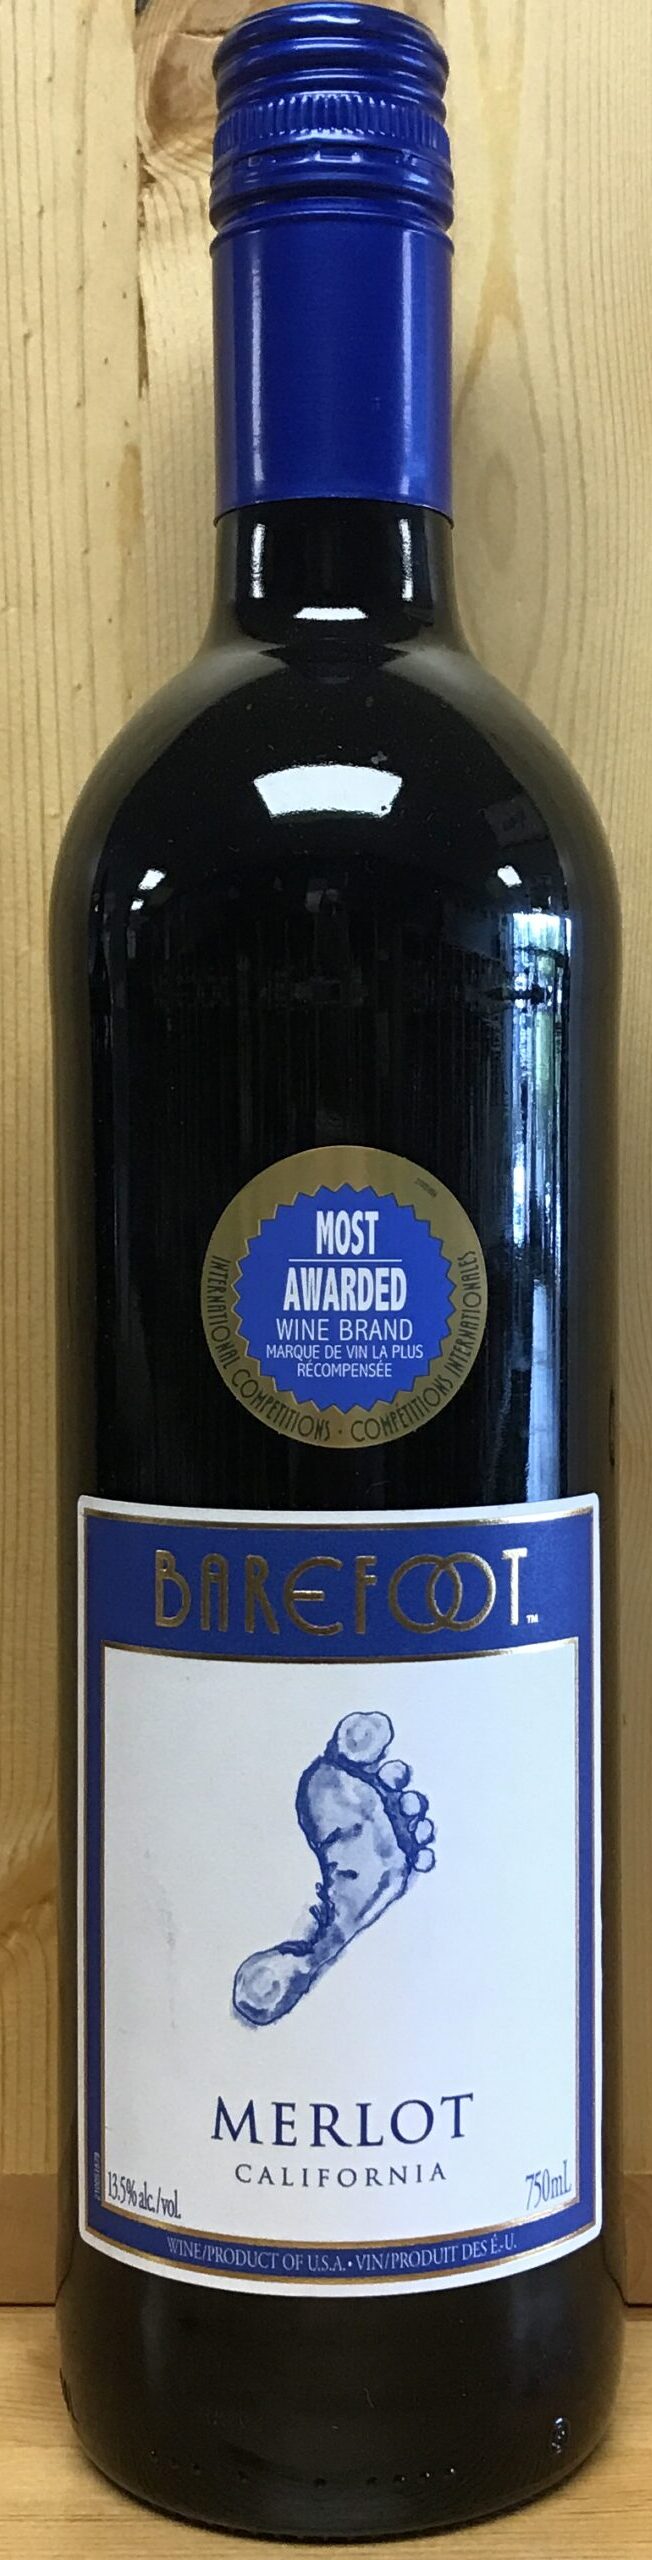 MOST
AWARDED
WINE BRAND
MARQUE DE VIN LA PLUS
RÉCOMPENSÉE
INTERNATIONAL COMPETITIONS · COMPÉTITIONS INTERNATIONALES
BAREFOOT™
MERLOT
CALIFORNIA
13.5% alc./vol.
750mL
WINE/PRODUCT OF U.S.A. • VIN/PRODUIT DES É.-U.